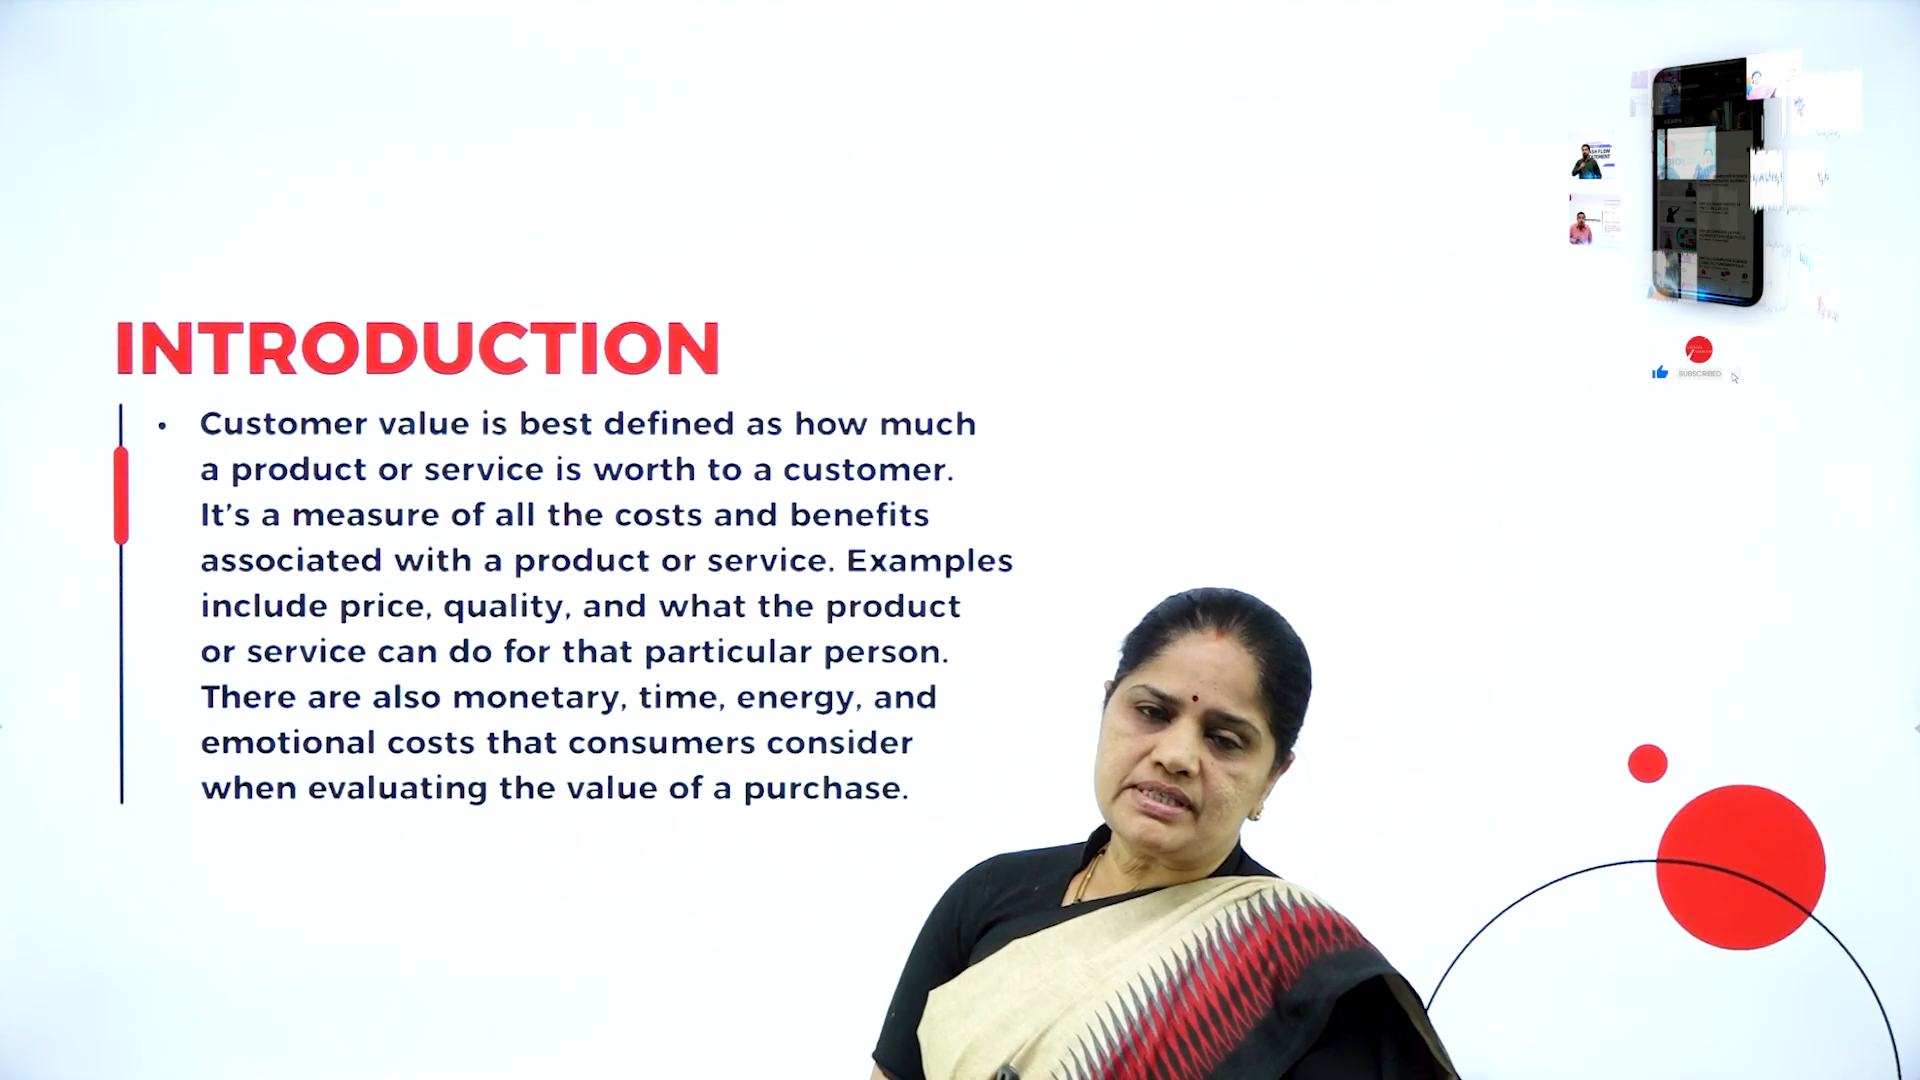 INTRODUCTION
• Customer value is best defined as how much
a product or service is worth to a customer.
It's a measure of all the costs and benefits
associated with a product or service. Examples
include price, quality, and what the product
or service can do for that particular person.
There are also monetary, time, energy, and
emotional costs that consumers consider
when evaluating the value of a purchase.
SUBSCRIBED